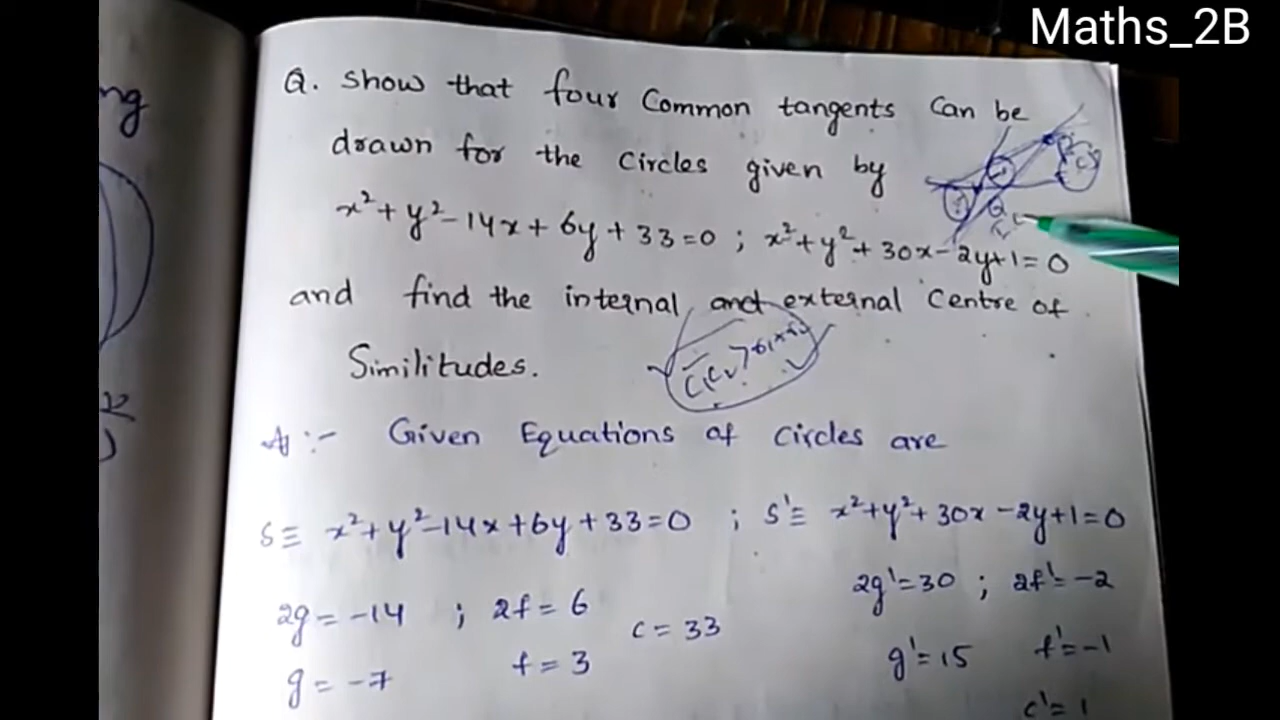 Maths_2B
ng
Q. Show that four Common tangents can be
drawn for the Circles given by
x²+y²-14x+6y+33=0 ; x²+y²+30x-2y+1=0
and find the internal and external Centre of
Similitudes.
A :- Given Equations of Circles are
S≡ x²+y²-14x+6y+33=0 ; S'≡ x²+y²+30x-2y+1=0
2g=-14 ; 2f=6 c=33 2g'=30 ; 2f'=-2
g=-7 f=3 g'=15 f'=-1
c'=1